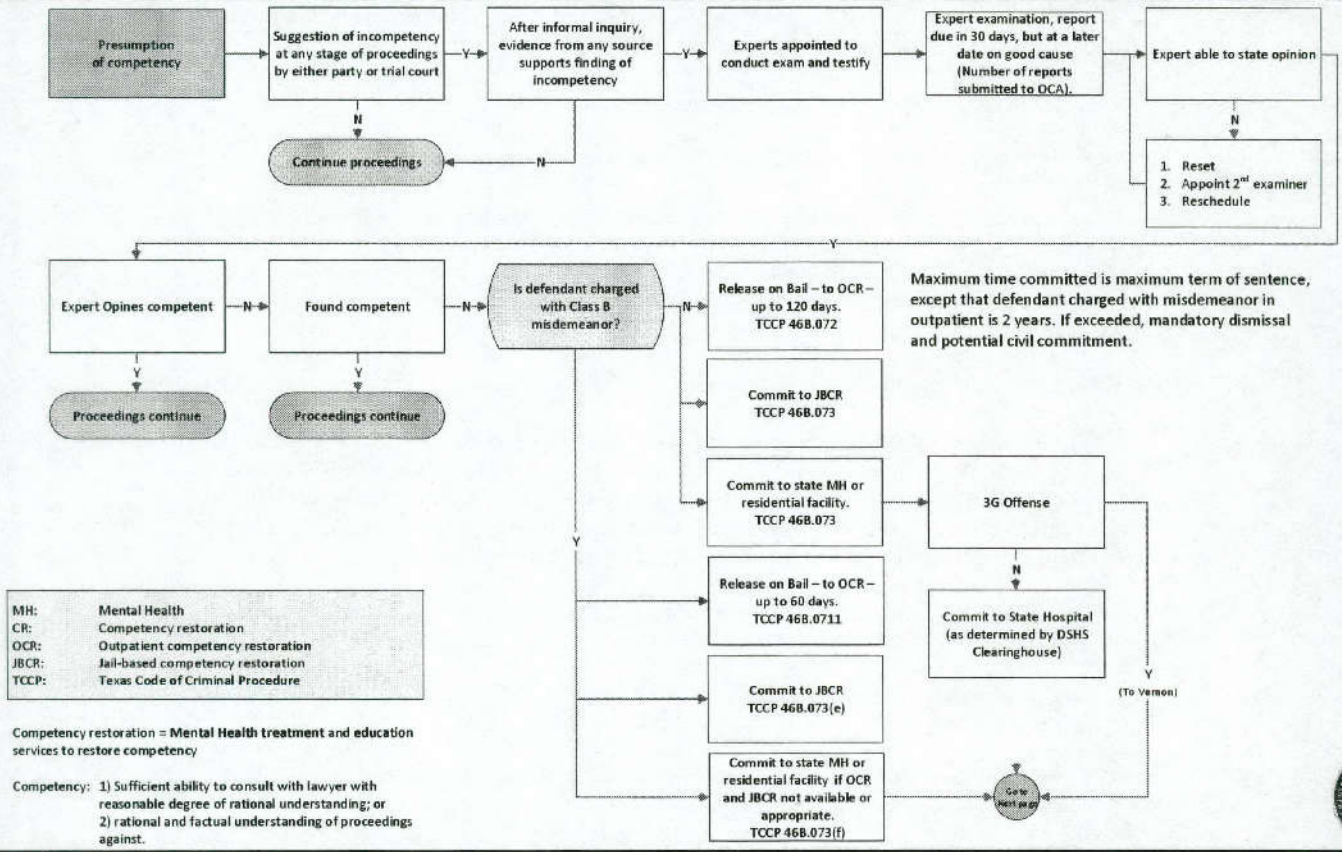 Presumption
of competency
Suggestion of incompetency
at any stage of proceedings
by either party or trial court
Y
After informal inquiry,
evidence from any source
supports finding of
incompetency
Y
Experts appointed to
conduct exam and testify
Expert examination, report
due in 30 days, but at a later
date on good cause
(Number of reports
submitted to OCA).
Expert able to state opinion
N
N
Continue proceedings
N
1. Reset
2. Appoint 2nd examiner
3. Reschedule
Y
Expert Opines competent
N
Found competent
N
Is defendant charged
with Class B
misdemeanor?
N
Release on Bail – to OCR –
up to 120 days.
TCCP 46B.072
Maximum time committed is maximum term of sentence,
except that defendant charged with misdemeanor in
outpatient is 2 years. If exceeded, mandatory dismissal
and potential civil commitment.
Y
Y
Proceedings continue
Proceedings continue
Commit to JBCR
TCCP 46B.073
Commit to state MH or
residential facility.
TCCP 46B.073
3G Offense
Y
N
Release on Bail – to OCR –
up to 60 days.
TCCP 46B.0711
Commit to State Hospital
(as determined by DSHS
Clearinghouse)
Y
(To Vernon)
MH: Mental Health
CR: Competency restoration
OCR: Outpatient competency restoration
JBCR: Jail-based competency restoration
TCCP: Texas Code of Criminal Procedure
Commit to JBCR
TCCP 46B.073(e)
Competency restoration = Mental Health treatment and education
services to restore competency
Commit to state MH or
residential facility if OCR
and JBCR not available or
appropriate.
TCCP 46B.073(f)
Go to
Next page
Competency: 1) Sufficient ability to consult with lawyer with
reasonable degree of rational understanding; or
2) rational and factual understanding of proceedings
against.